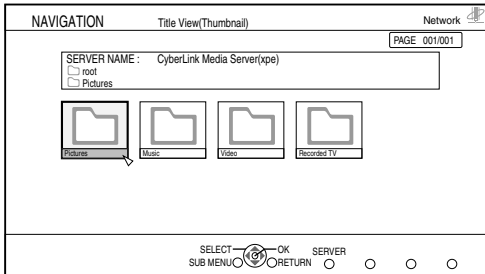 NAVIGATION Title View(Thumbnail) Network
PAGE 001/001
SERVER NAME : CyberLink Media Server(xpe)
root
Pictures
Pictures Music Video Recorded TV
SELECT OK SERVER
SUB MENU RETURN